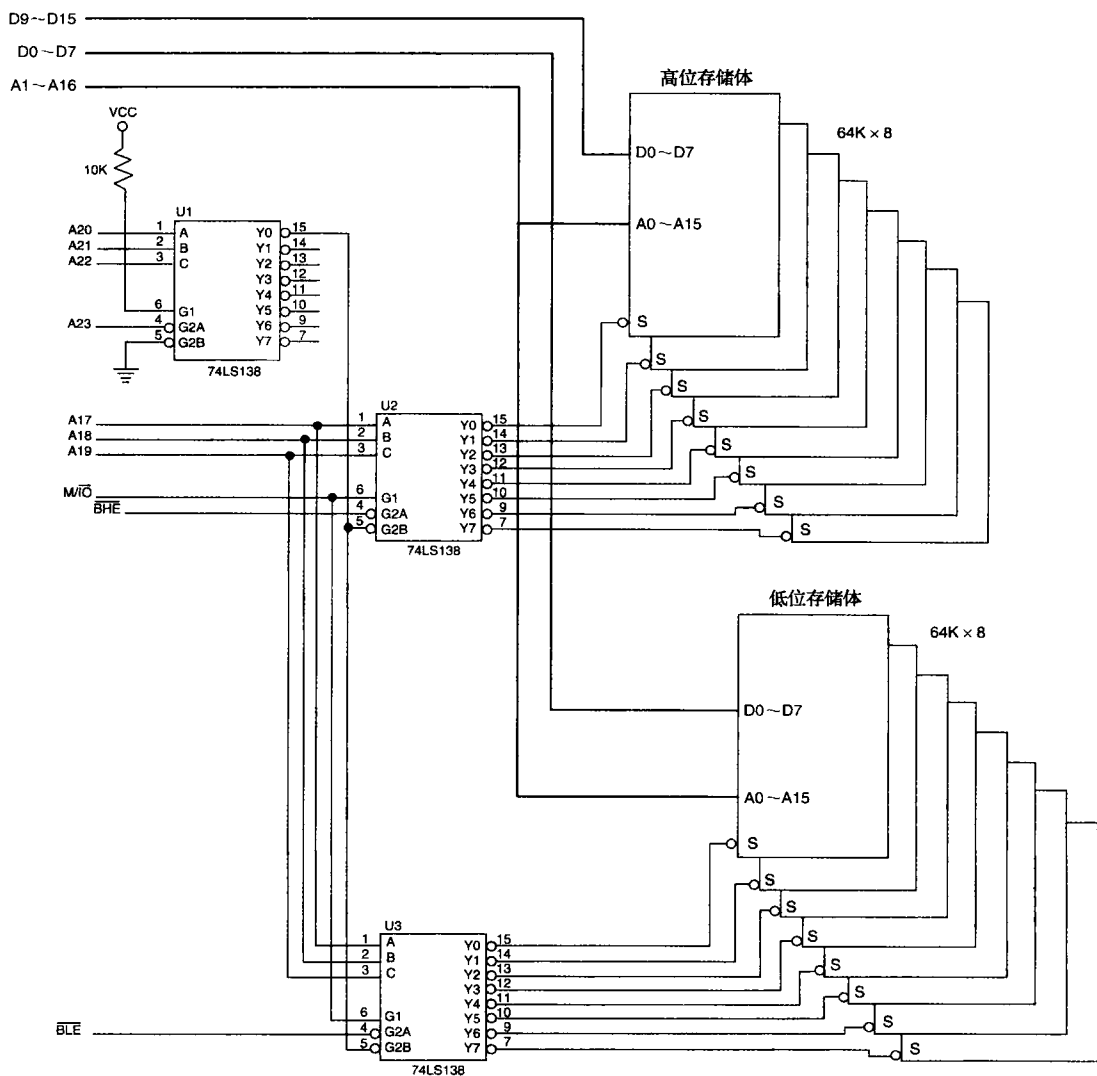 D9~D15
D0~D7
A1~A16
高位存储体
64K × 8
D0~D7
A0~A15
S
S
S
S
S
S
S
S
VCC
10K
U1
A20 1 A Y0 15
A21 2 B Y1 14
A22 3 C Y2 13
Y3 12
Y4 11
6 G1 Y5 10
A23 4 G2A Y6 9
5 G2B Y7 7
74LS138
U2
A17 1 A Y0 15
A18 2 B Y1 14
A19 3 C Y2 13
Y3 12
Y4 11
M/I̅O̅ 6 G1 Y5 10
B̅H̅E̅ 4 G2A Y6 9
5 G2B Y7 7
74LS138
低位存储体
64K × 8
D0~D7
A0~A15
S
S
S
S
S
S
S
S
U3
1 A Y0 15
2 B Y1 14
3 C Y2 13
Y3 12
Y4 11
6 G1 Y5 10
B̅L̅E̅ 4 G2A Y6 9
5 G2B Y7 7
74LS138